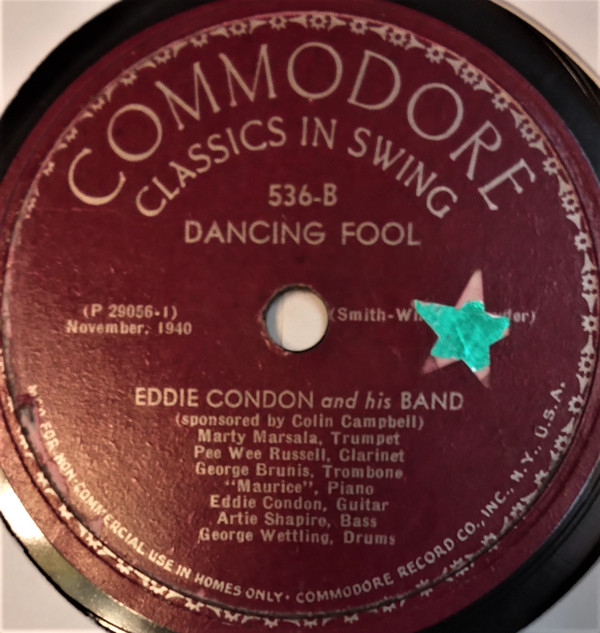 COMMODORE
CLASSICS IN SWING
536-B
DANCING FOOL
(P 29056-1)
November, 1940
(Smith-
EDDIE CONDON and his BAND
(sponsored by Colin Campbell)
Marty Marsala, Trumpet
Pee Wee Russell, Clarinet
George Brunis, Trombone
"Maurice", Piano
Eddie Condon, Guitar
Artie Shapiro, Bass
George Wettling, Drums
FOR NON-COMMERCIAL USE IN HOMES ONLY · COMMODORE RECORD CO., INC., N.Y., U.S.A.